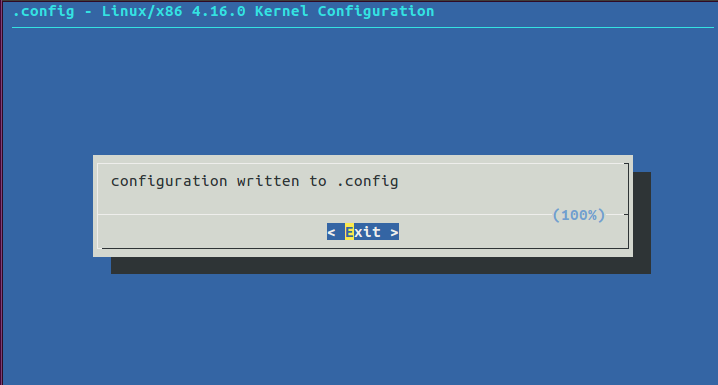 .config - Linux/x86 4.16.0 Kernel Configuration
configuration written to .config
(100%)
< Exit >